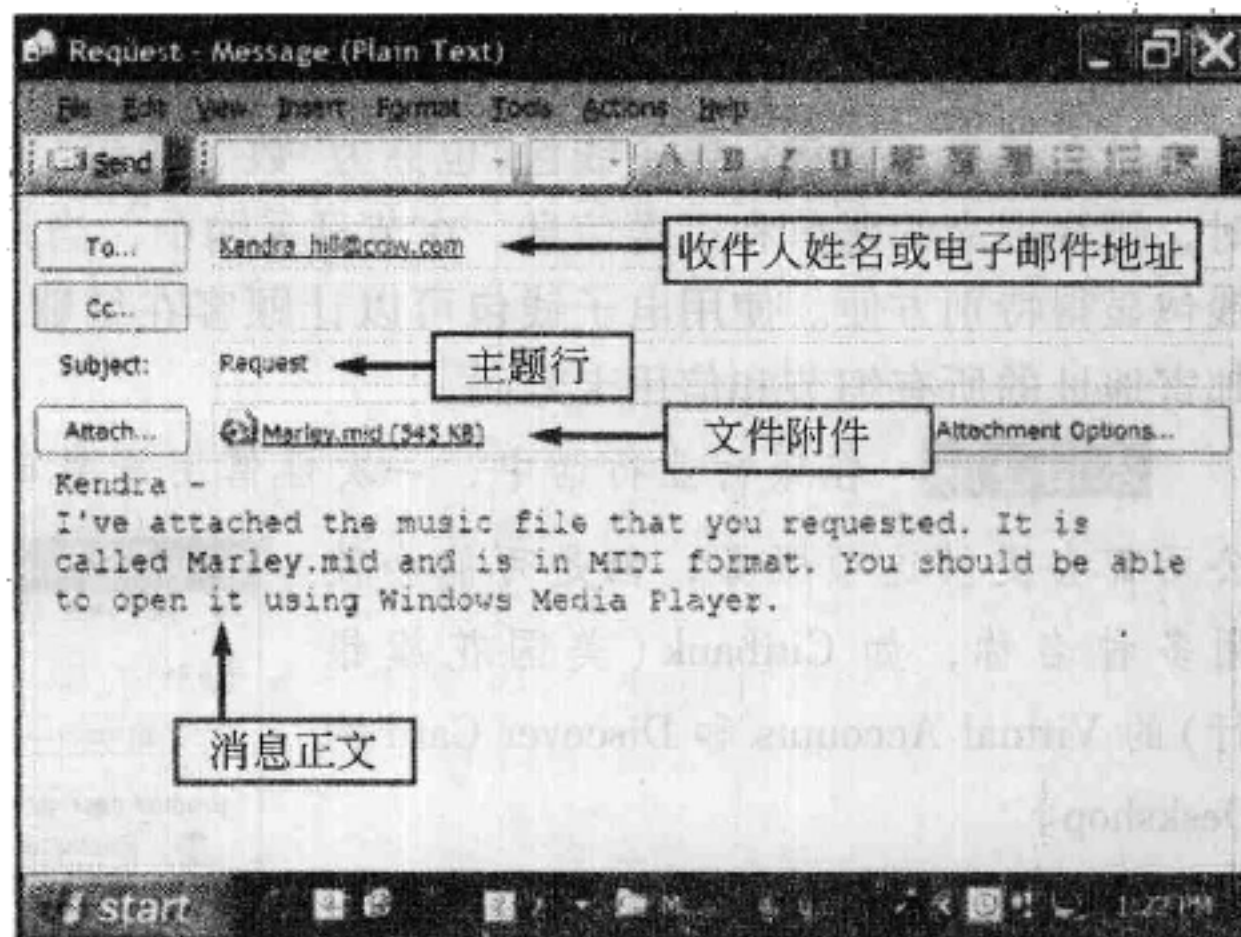 Request - Message (Plain Text)
File Edit View Insert Format Tools Actions Help
Send A B I U
To... Kendra_hill@cciw.com 收件人姓名或电子邮件地址
Cc...
Subject: Request 主题行
Attach... Marley.mid (545 KB) 文件附件 Attachment Options...
Kendra -
I've attached the music file that you requested. It is
called Marley.mid and is in MIDI format. You should be able
to open it using Windows Media Player.
消息正文
start 1:22 PM